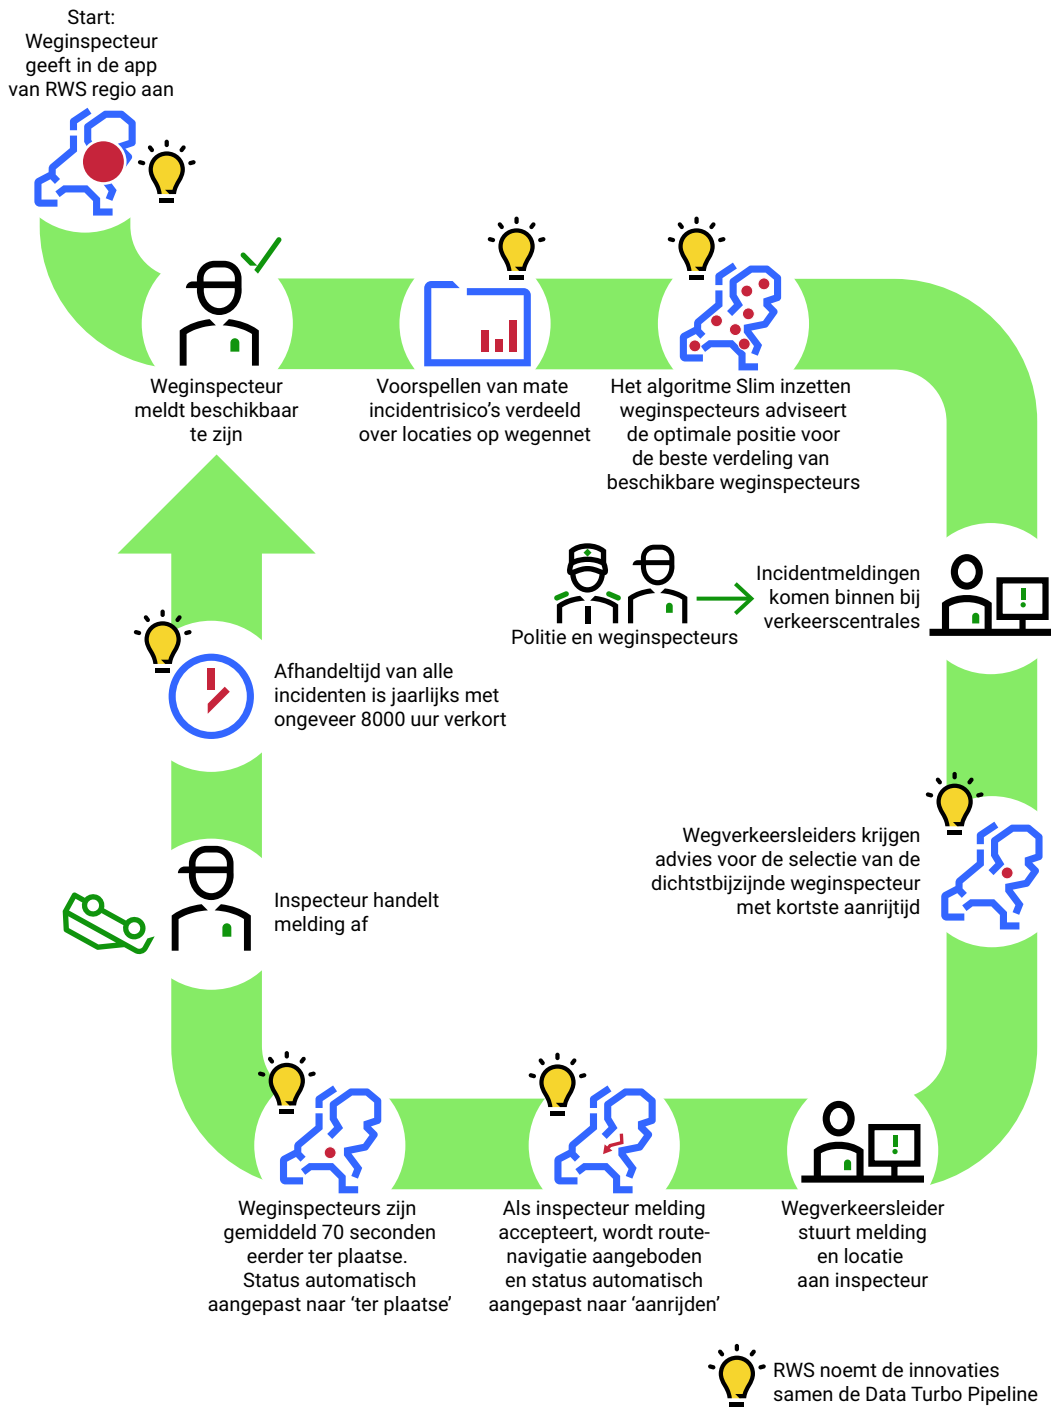 Start:
Weginspecteur
geeft in de app
van RWS regio aan
Weginspecteur
meldt beschikbaar
te zijn
Voorspellen van mate
incidentrisico’s verdeeld
over locaties op wegennet
Het algoritme Slim inzetten
weginspecteurs adviseert
de optimale positie voor
de beste verdeling van
beschikbare weginspecteurs
Politie en weginspecteurs
Incidentmeldingen
komen binnen bij
verkeerscentrales
Wegverkeersleiders krijgen
advies voor de selectie van de
dichtstbijzijnde weginspecteur
met kortste aanrijtijd
Wegverkeersleider
stuurt melding
en locatie
aan inspecteur
Als inspecteur melding
accepteert, wordt route-
navigatie aangeboden
en status automatisch
aangepast naar ‘aanrijden’
Weginspecteurs zijn
gemiddeld 70 seconden
eerder ter plaatse.
Status automatisch
aangepast naar ‘ter plaatse’
Inspecteur handelt
melding af
Afhandeltijd van alle
incidenten is jaarlijks met
ongeveer 8000 uur verkort
RWS noemt de innovaties
samen de Data Turbo Pipeline